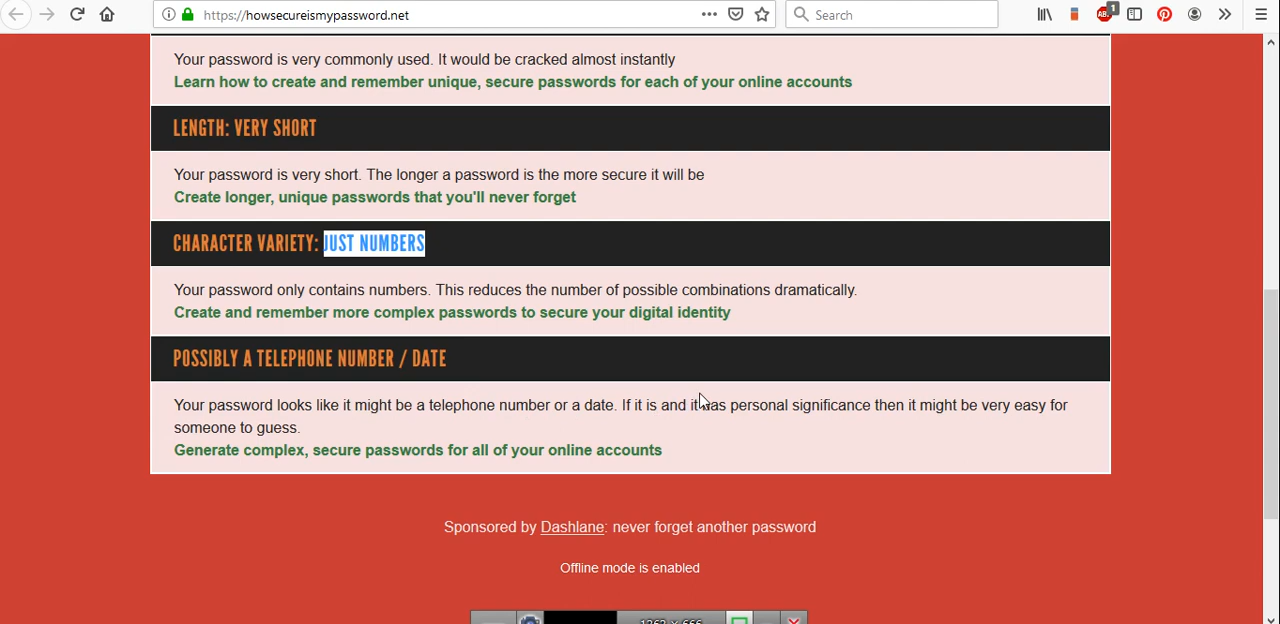 https://howsecureismypassword.net
Search
1
Your password is very commonly used. It would be cracked almost instantly
Learn how to create and remember unique, secure passwords for each of your online accounts
LENGTH: VERY SHORT
Your password is very short. The longer a password is the more secure it will be
Create longer, unique passwords that you'll never forget
CHARACTER VARIETY: JUST NUMBERS
Your password only contains numbers. This reduces the number of possible combinations dramatically.
Create and remember more complex passwords to secure your digital identity
POSSIBLY A TELEPHONE NUMBER / DATE
Your password looks like it might be a telephone number or a date. If it is and it has personal significance then it might be very easy for
someone to guess.
Generate complex, secure passwords for all of your online accounts
Sponsored by Dashlane: never forget another password
Offline mode is enabled